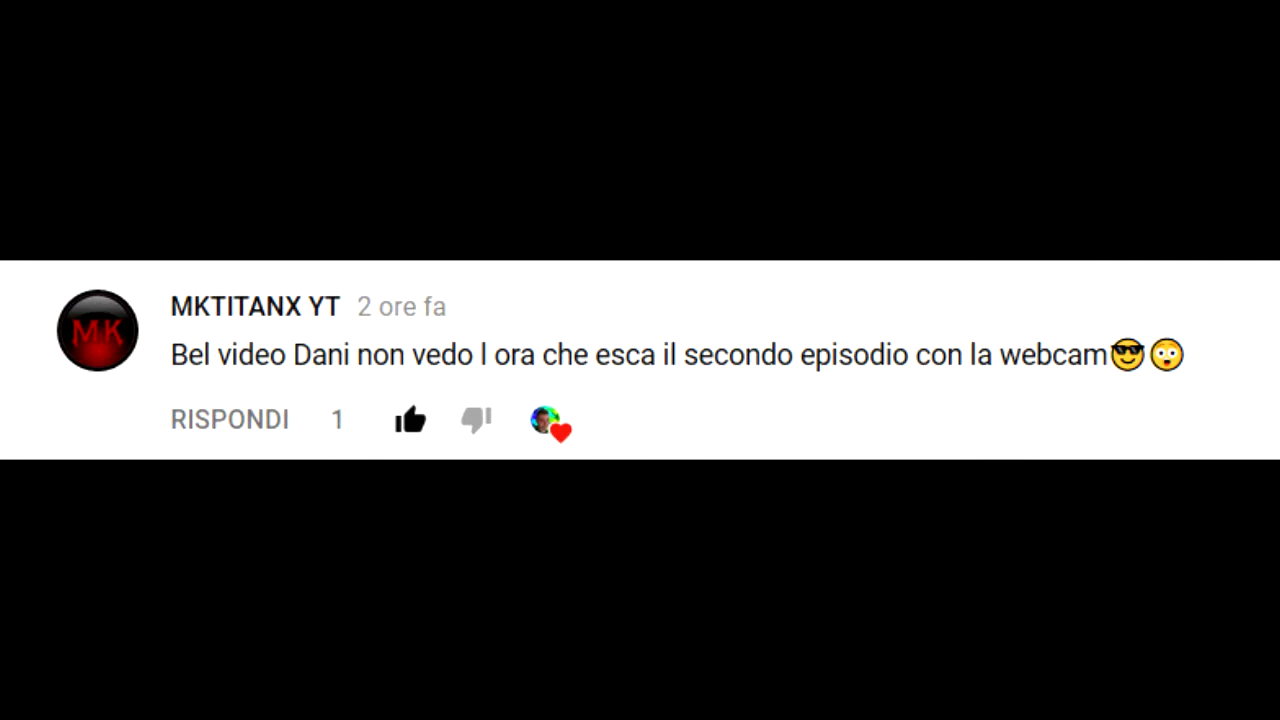 MK
MKTITANX YT 2 ore fa
Bel video Dani non vedo l ora che esca il secondo episodio con la webcam😎😳
RISPONDI 1